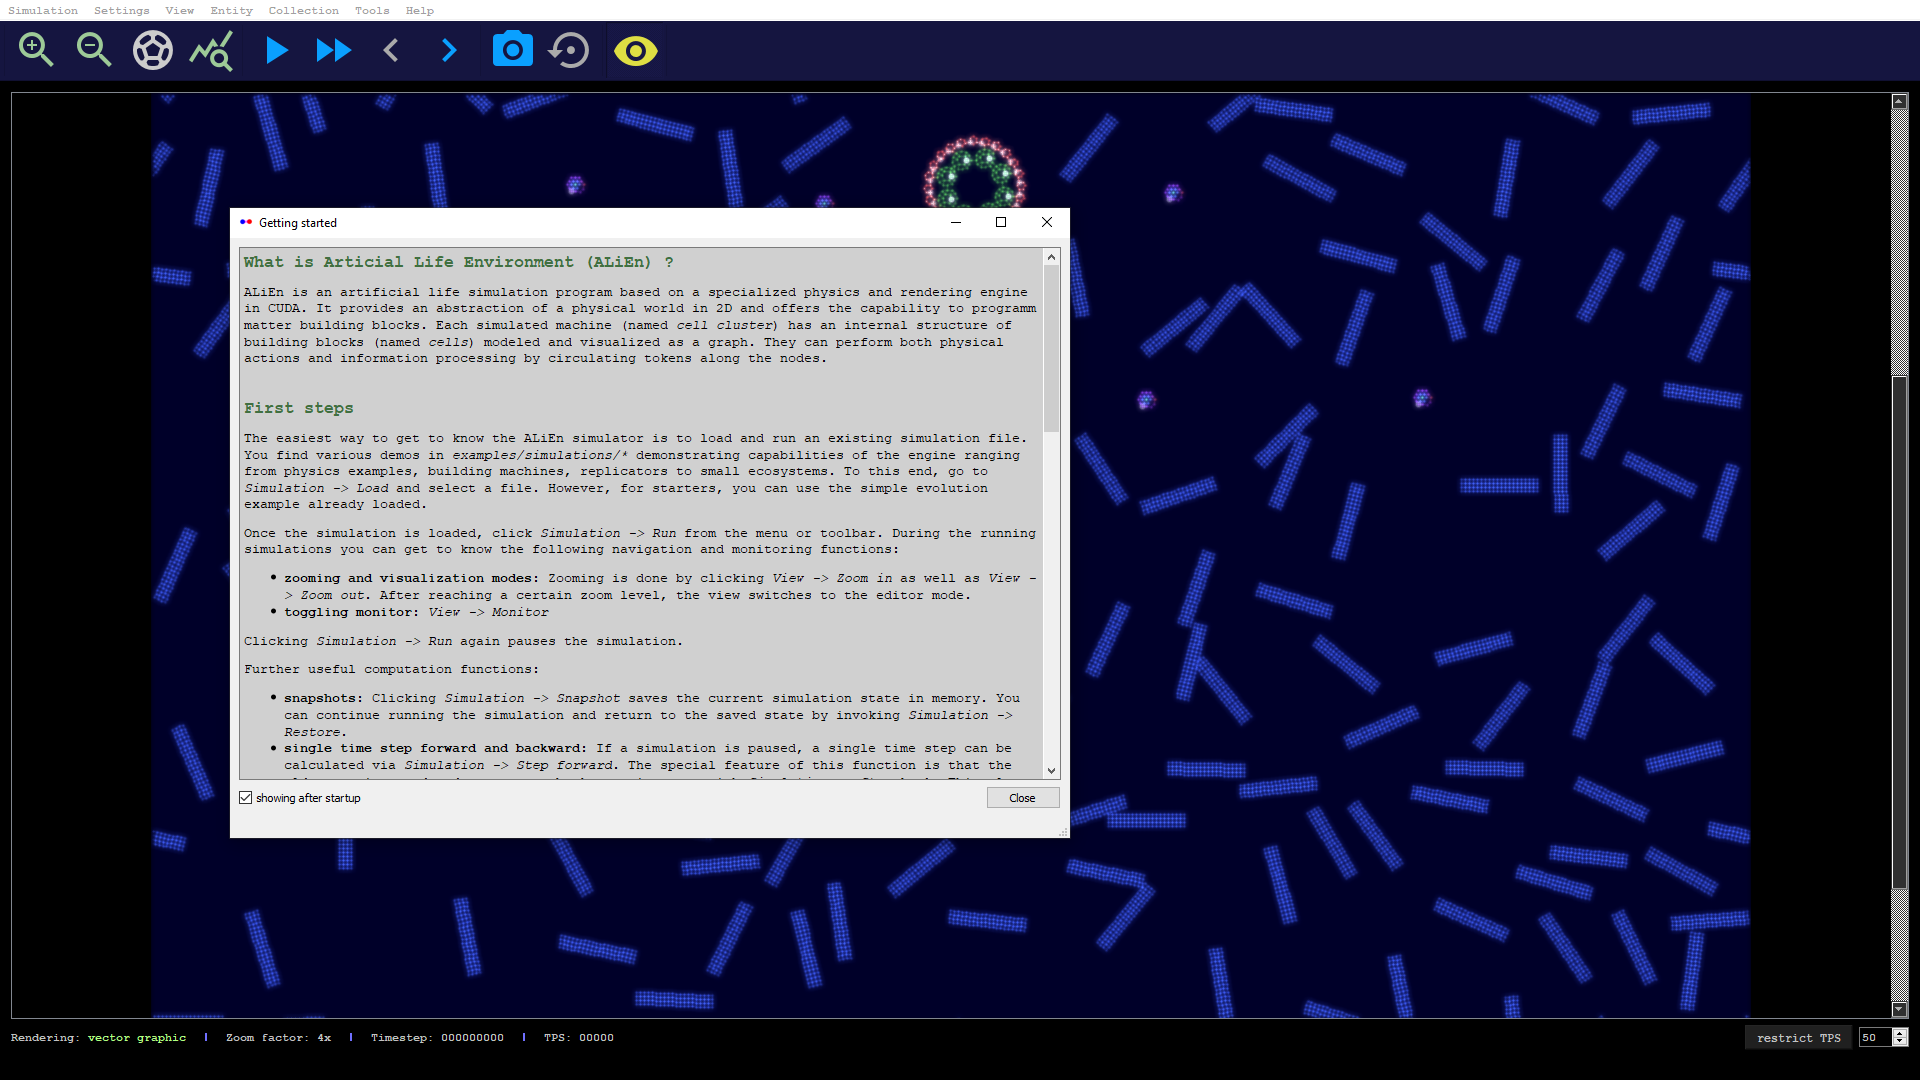 Simulation Settings View Entity Collection Tools Help
Getting started
What is Articial Life Environment (ALiEn) ?
ALiEn is an artificial life simulation program based on a specialized physics and rendering engine
in CUDA. It provides an abstraction of a physical world in 2D and offers the capability to programm
matter building blocks. Each simulated machine (named cell cluster) has an internal structure of
building blocks (named cells) modeled and visualized as a graph. They can perform both physical
actions and information processing by circulating tokens along the nodes.
First steps
The easiest way to get to know the ALiEn simulator is to load and run an existing simulation file.
You find various demos in examples/simulations/* demonstrating capabilities of the engine ranging
from physics examples, building machines, replicators to small ecosystems. To this end, go to
Simulation -> Load and select a file. However, for starters, you can use the simple evolution
example already loaded.
Once the simulation is loaded, click Simulation -> Run from the menu or toolbar. During the running
simulations you can get to know the following navigation and monitoring functions:
• zooming and visualization modes: Zooming is done by clicking View -> Zoom in as well as View -
> Zoom out. After reaching a certain zoom level, the view switches to the editor mode.
• toggling monitor: View -> Monitor
Clicking Simulation -> Run again pauses the simulation.
Further useful computation functions:
• snapshots: Clicking Simulation -> Snapshot saves the current simulation state in memory. You
can continue running the simulation and return to the saved state by invoking Simulation ->
Restore.
• single time step forward and backward: If a simulation is paused, a single time step can be
calculated via Simulation -> Step forward. The special feature of this function is that the
showing after startup
Close
Rendering: vector graphic | Zoom factor: 4x | Timestep: 000000000 | TPS: 00000
restrict TPS 50